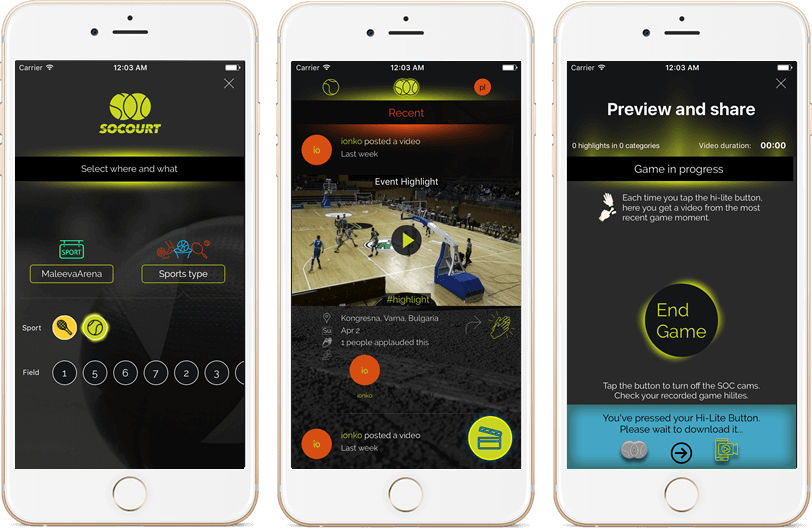 Carrier
12:03 AM
SOCOURT
Select where and what
SPORT
MaleevaArena
Sports type
Sport
Field
1
5
6
7
2
3
Carrier
12:03 AM
pl
Recent
io
ionko posted a video
Last week
Event Highlight
#highlight
Kongresna, Varna, Bulgaria
Su
Apr 2
1 people applauded this
io
ionko
io
ionko posted a video
Last week
Carrier
12:03 AM
Preview and share
0 highlights in 0 categories
Video duration: 00:00
Game in progress
Each time you tap the hi-lite button,
here you get a video from the most
recent game moment.
End
Game
Tap the button to turn off the SOC cams.
Check your recorded game hilites.
You've pressed your Hi-Lite Button.
Please wait to download it...